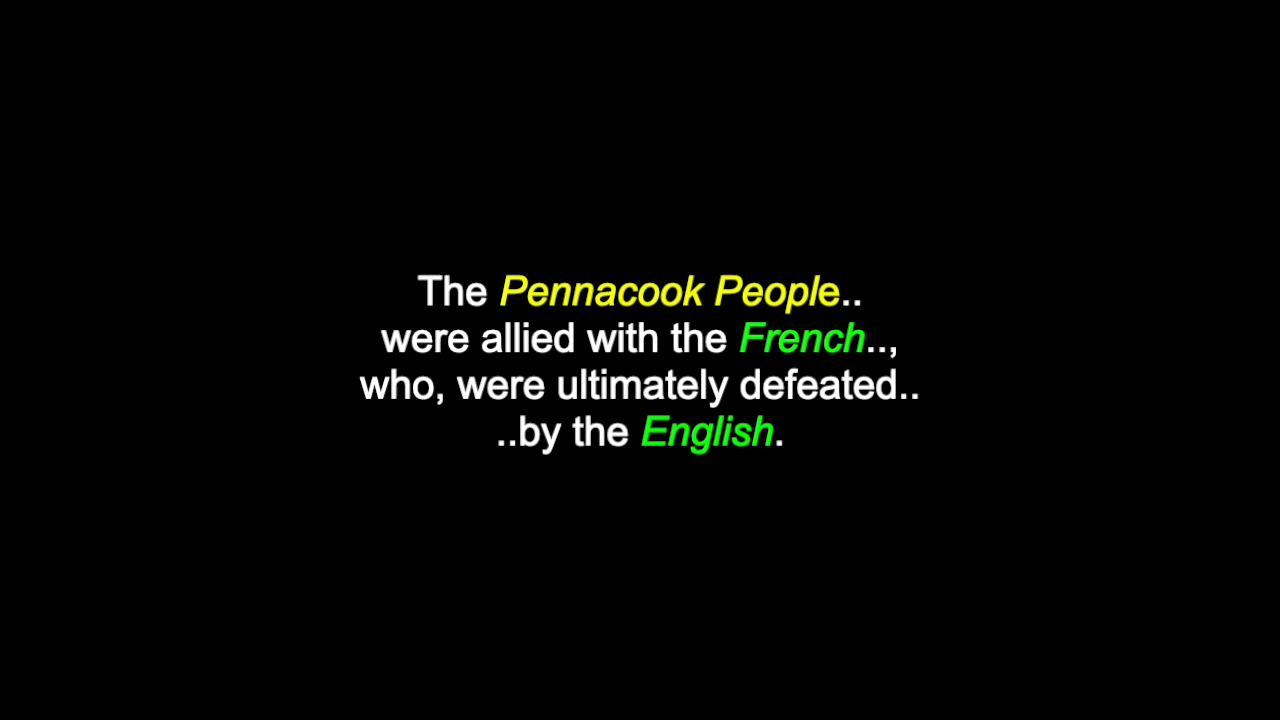 The Pennacook People..
were allied with the French..,
who, were ultimately defeated..
..by the English.